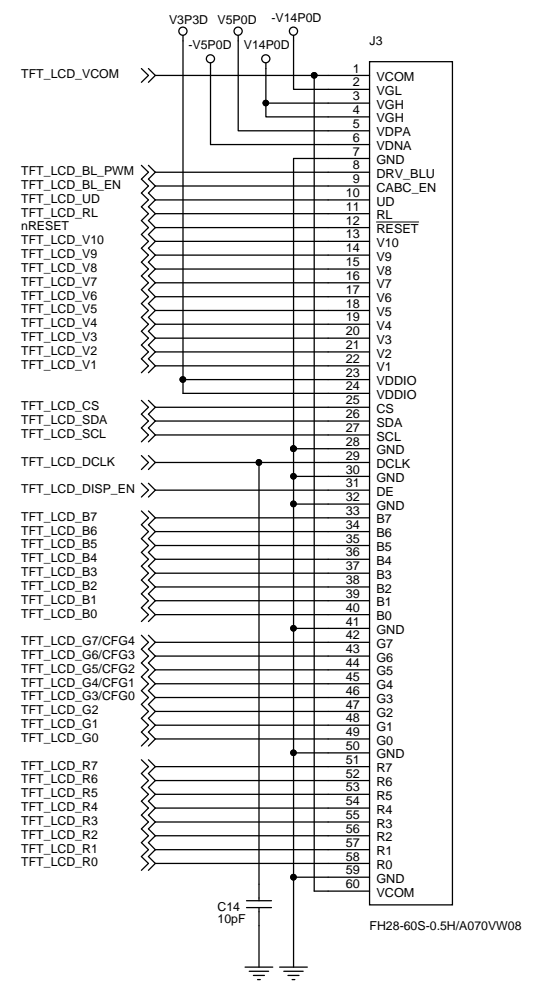 V3P3D V5P0D -V14P0D
-V5P0D V14P0D
J3
TFT_LCD_VCOM 1 VCOM
2 VGL
3 VGH
4 VGH
5 VDPA
6 VDNA
7 GND
TFT_LCD_BL_PWM 8 DRV_BLU
TFT_LCD_BL_EN 9 CABC_EN
TFT_LCD_UD 10 UD
TFT_LCD_RL 11 RL
nRESET 12 RESET
TFT_LCD_V10 13 V10
TFT_LCD_V9 14 V9
TFT_LCD_V8 15 V8
TFT_LCD_V7 16 V7
TFT_LCD_V6 17 V6
TFT_LCD_V5 18 V5
TFT_LCD_V4 19 V4
TFT_LCD_V3 20 V3
TFT_LCD_V2 21 V2
TFT_LCD_V1 22 V1
23 VDDIO
24 VDDIO
TFT_LCD_CS 25 CS
TFT_LCD_SDA 26 SDA
TFT_LCD_SCL 27 SCL
28 GND
TFT_LCD_DCLK 29 DCLK
30 GND
TFT_LCD_DISP_EN 31 DE
32 GND
TFT_LCD_B7 33 B7
TFT_LCD_B6 34 B6
TFT_LCD_B5 35 B5
TFT_LCD_B4 36 B4
TFT_LCD_B3 37 B3
TFT_LCD_B2 38 B2
TFT_LCD_B1 39 B1
TFT_LCD_B0 40 B0
41 GND
TFT_LCD_G7/CFG4 42 G7
TFT_LCD_G6/CFG3 43 G6
TFT_LCD_G5/CFG2 44 G5
TFT_LCD_G4/CFG1 45 G4
TFT_LCD_G3/CFG0 46 G3
TFT_LCD_G2 47 G2
TFT_LCD_G1 48 G1
TFT_LCD_G0 49 G0
50 GND
TFT_LCD_R7 51 R7
TFT_LCD_R6 52 R6
TFT_LCD_R5 53 R5
TFT_LCD_R4 54 R4
TFT_LCD_R3 55 R3
TFT_LCD_R2 56 R2
TFT_LCD_R1 57 R1
TFT_LCD_R0 58 R0
59 GND
60 VCOM
C14
10pF
FH28-60S-0.5H/A070VW08